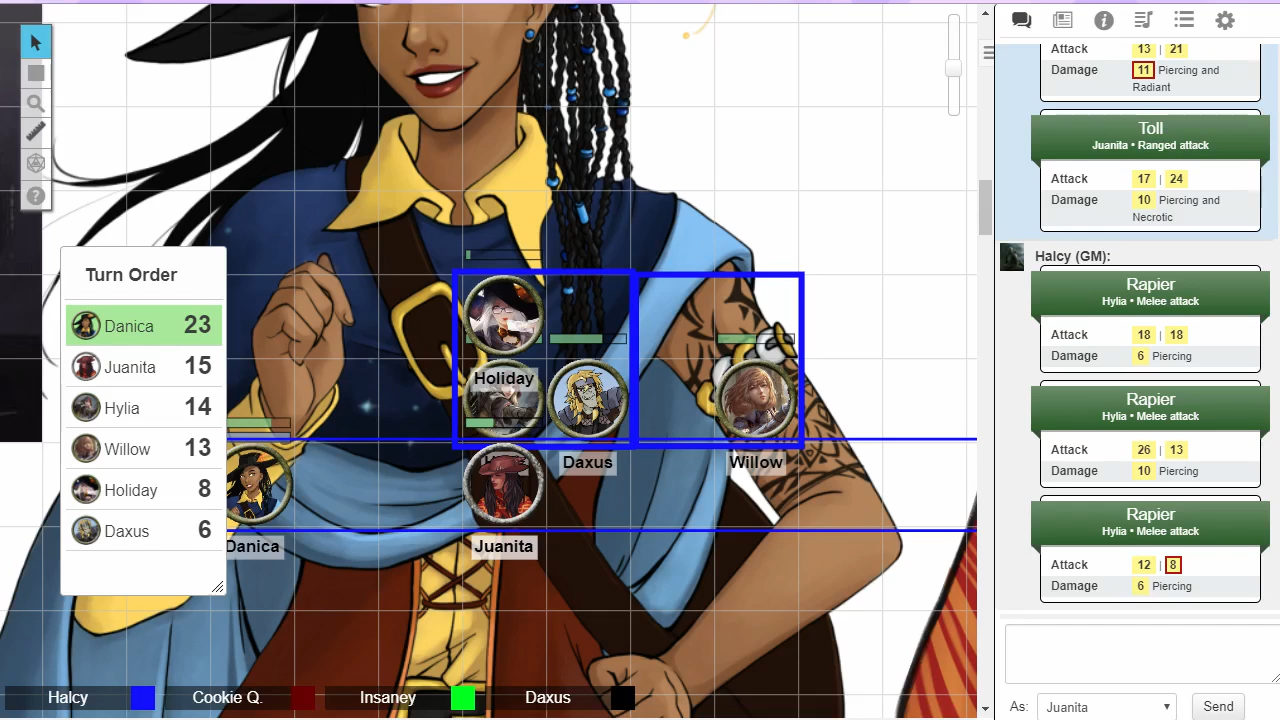 Turn Order
Danica 23
Juanita 15
Hylia 14
Willow 13
Holiday 8
Daxus 6
Holiday
Daxus
Willow
Danica
Juanita
Halcy
Cookie Q.
Insaney
Daxus
Attack 13 | 21
Damage 11 Piercing and
Radiant
Toll
Juanita • Ranged attack
Attack 17 | 24
Damage 10 Piercing and
Necrotic
Halcy (GM):
Rapier
Hylia • Melee attack
Attack 18 | 18
Damage 6 Piercing
Rapier
Hylia • Melee attack
Attack 26 | 13
Damage 10 Piercing
Rapier
Hylia • Melee attack
Attack 12 | 8
Damage 6 Piercing
As: Juanita Send